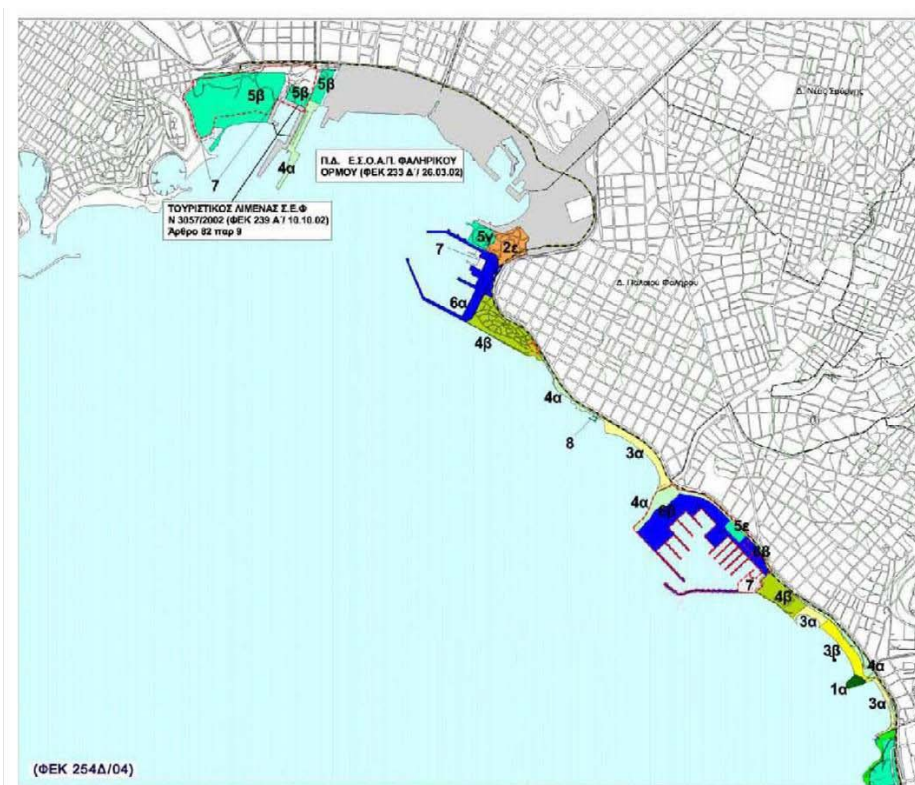 5β
5β
5β
Δ. Νέας Σμύρνης
7
4α
Π.Δ. Ε.Σ.Ο.Α.Π. ΦΑΛΗΡΙΚΟΥ
ΟΡΜΟΥ (ΦΕΚ 233 Δ'/ 26.03.02)
ΤΟΥΡΙΣΤΙΚΟΣ ΛΙΜΕΝΑΣ Σ.Ε.Φ
Ν 3057/2002 (ΦΕΚ 239 Α'/ 10.10.02)
Άρθρο 82 παρ 9
5γ
2ε
7
Δ. Παλαιού Φαλήρου
6α
4β
4α
8
3α
4α
6β
5ε
6β
7
4β
3α
3β
4α
1α
3α
(ΦΕΚ 254Δ/04)